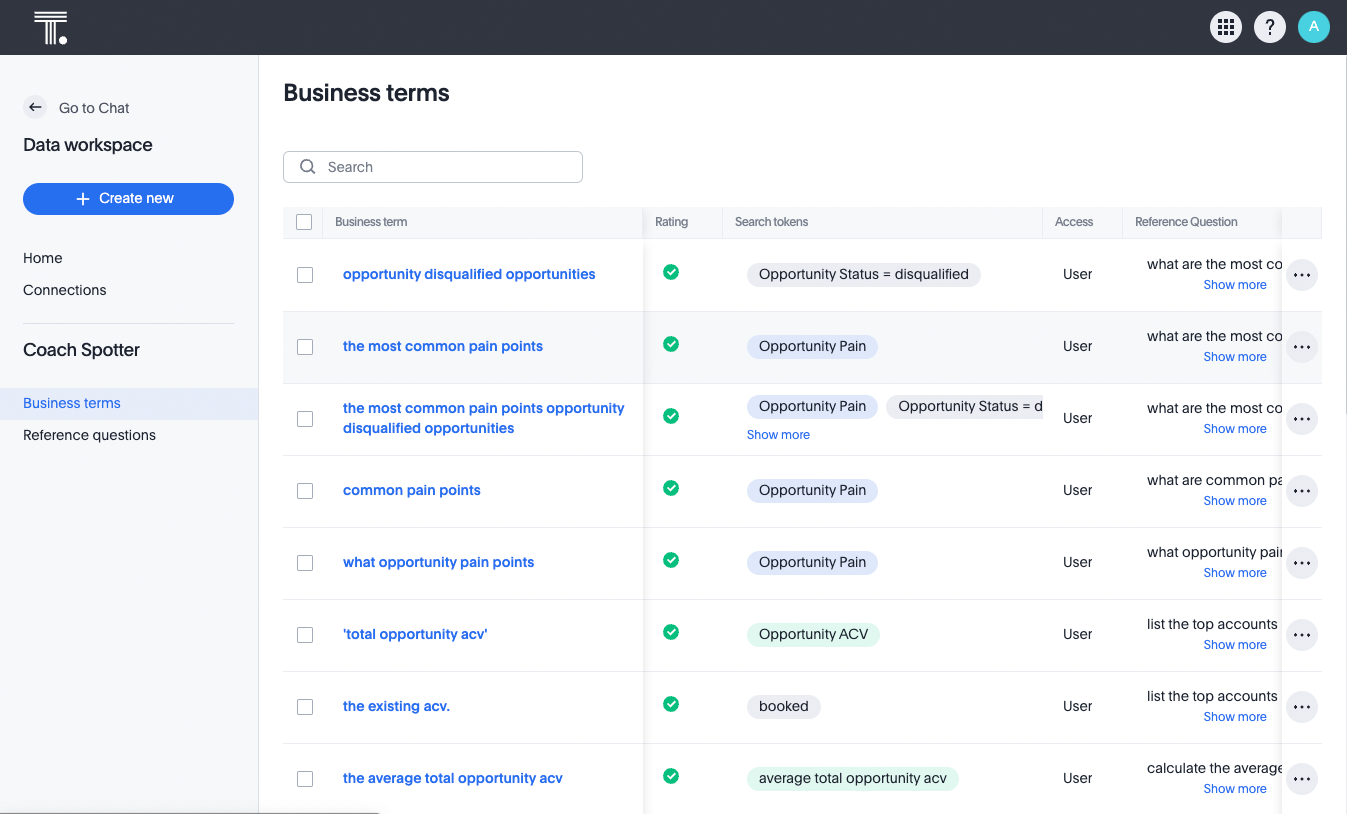 T.
?
A
Go to Chat
Data workspace
+ Create new
Home
Connections
Coach Spotter
Business terms
Reference questions
Business terms
Search
Business term Rating Search tokens Access Reference Question
opportunity disqualified opportunities Opportunity Status = disqualified User what are the most co
Show more
the most common pain points Opportunity Pain User what are the most co
Show more
the most common pain points opportunity Opportunity Pain Opportunity Status = d User what are the most co
disqualified opportunities Show more Show more
common pain points Opportunity Pain User what are common pa
Show more
what opportunity pain points Opportunity Pain User what opportunity pain
Show more
'total opportunity acv' Opportunity ACV User list the top accounts
Show more
the existing acv. booked User list the top accounts
Show more
the average total opportunity acv average total opportunity acv User calculate the average
Show more